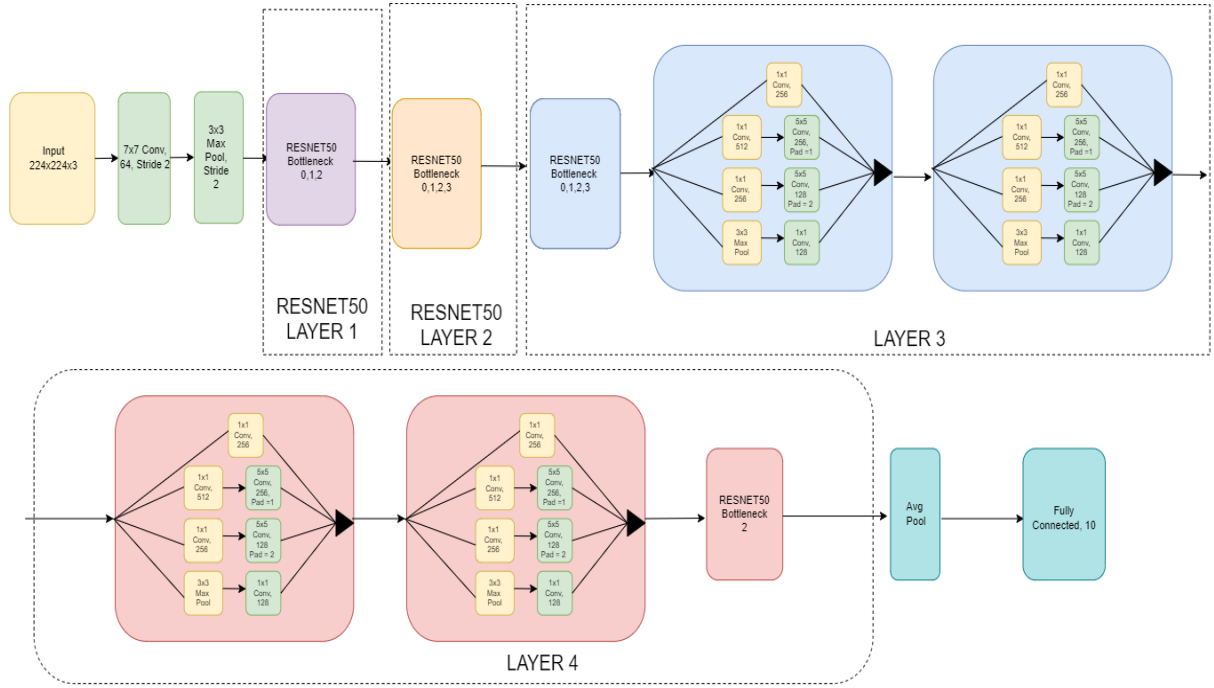 Input
224x224x3
7x7 Conv,
64, Stride 2
3x3
Max
Pool,
Stride
2
RESNET50
Bottleneck
0,1,2
RESNET50
LAYER 1
RESNET50
Bottleneck
0,1,2,3
RESNET50
LAYER 2
RESNET50
Bottleneck
0,1,2,3
1x1
Conv,
256
1x1
Conv,
512
5x5
Conv,
256,
Pad =1
1x1
Conv,
256
5x5
Conv,
128
Pad = 2
3x3
Max
Pool
1x1
Conv,
128
1x1
Conv,
256
1x1
Conv,
512
5x5
Conv,
256,
Pad =1
1x1
Conv,
256
5x5
Conv,
128
Pad = 2
3x3
Max
Pool
1x1
Conv,
128
LAYER 3
1x1
Conv,
256
1x1
Conv,
512
5x5
Conv,
256,
Pad =1
1x1
Conv,
256
5x5
Conv,
128
Pad = 2
3x3
Max
Pool
1x1
Conv,
128
1x1
Conv,
256
1x1
Conv,
512
5x5
Conv,
256,
Pad =1
1x1
Conv,
256
5x5
Conv,
128
Pad = 2
3x3
Max
Pool
1x1
Conv,
128
RESNET50
Bottleneck
2
LAYER 4
Avg
Pool
Fully
Connected, 10